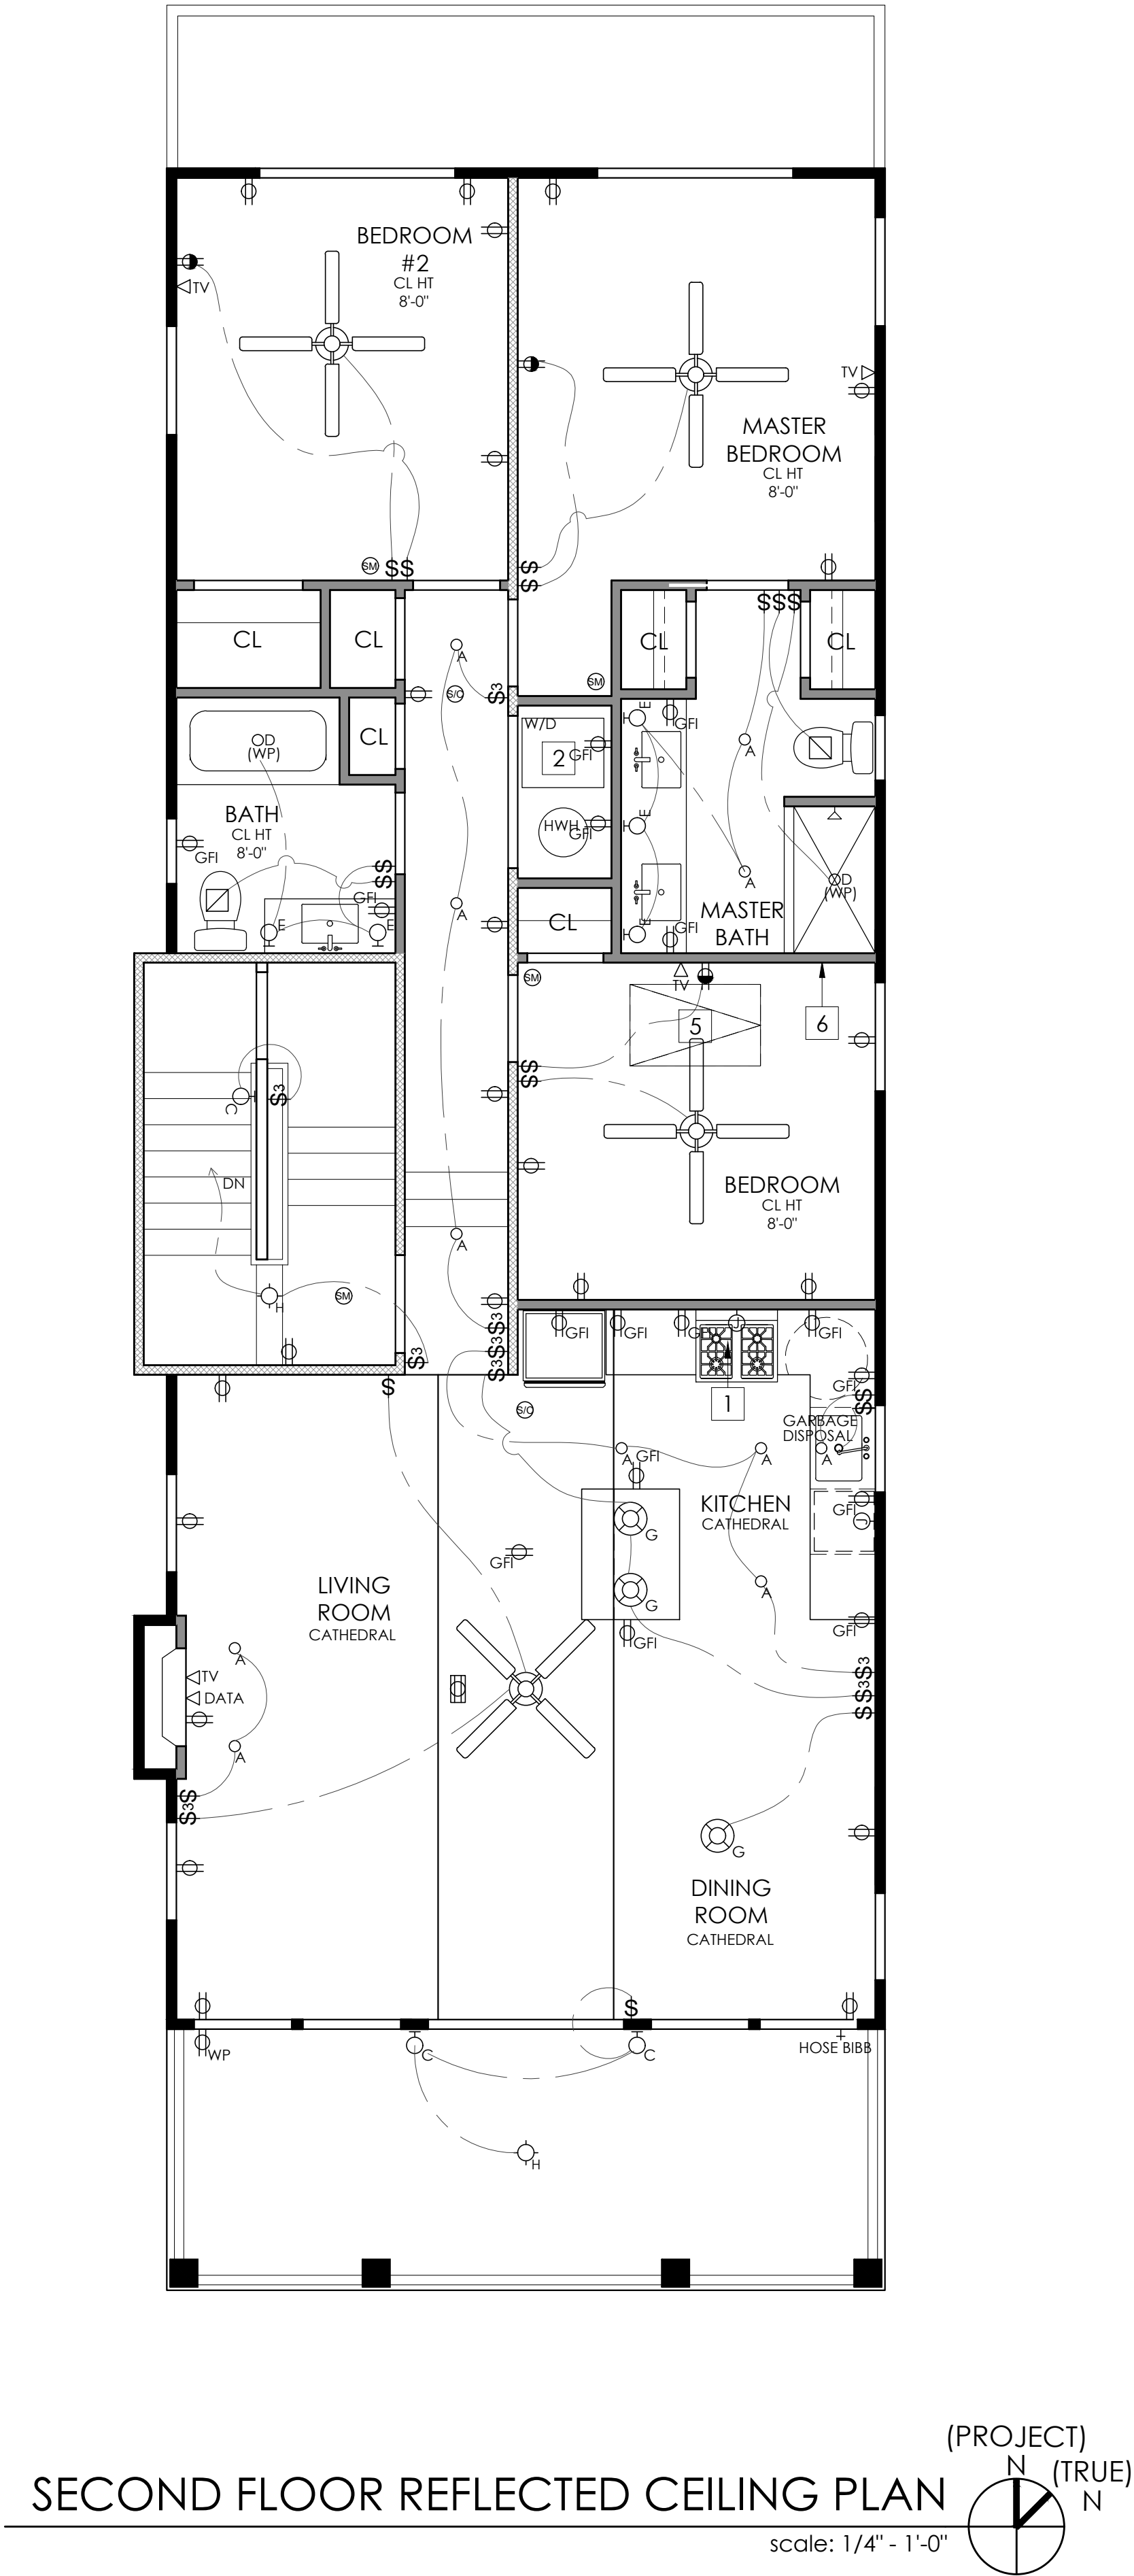 BEDROOM
#2
CL HT
8'-0"
TV
TV
MASTER
BEDROOM
CL HT
8'-0"
SM
$$
$
$
$$$
CL
CL
CL
CL
A
SM
S/C
$3
E
GFI
W/D
2
GFI
CL
A
OD
(WP)
BATH
CL HT
8'-0"
GFI
HWH
GFI
E
A
OD
(WP)
$
$
GFI
E
E
A
CL
MASTER
BATH
E
GFI
SM
TV
5
6
$
$
C
$3
DN
BEDROOM
CL HT
8'-0"
A
H
SM
$3
$3
$3
$3
GFI
GFI
GFI
J
GFI
$
1
GFI
$
$
S/C
GARBAGE
DISPOSAL
A
GFI
A
A
KITCHEN
CATHEDRAL
GFI
J
G
GFI
LIVING
ROOM
CATHEDRAL
G
A
GFI
GFI
A
TV
DATA
$3
$3
$
A
$
$3
G
DINING
ROOM
CATHEDRAL
$
WP
C
C
HOSE BIBB
H
(PROJECT)
N
(TRUE)
N
SECOND FLOOR REFLECTED CEILING PLAN
scale: 1/4" - 1'-0"